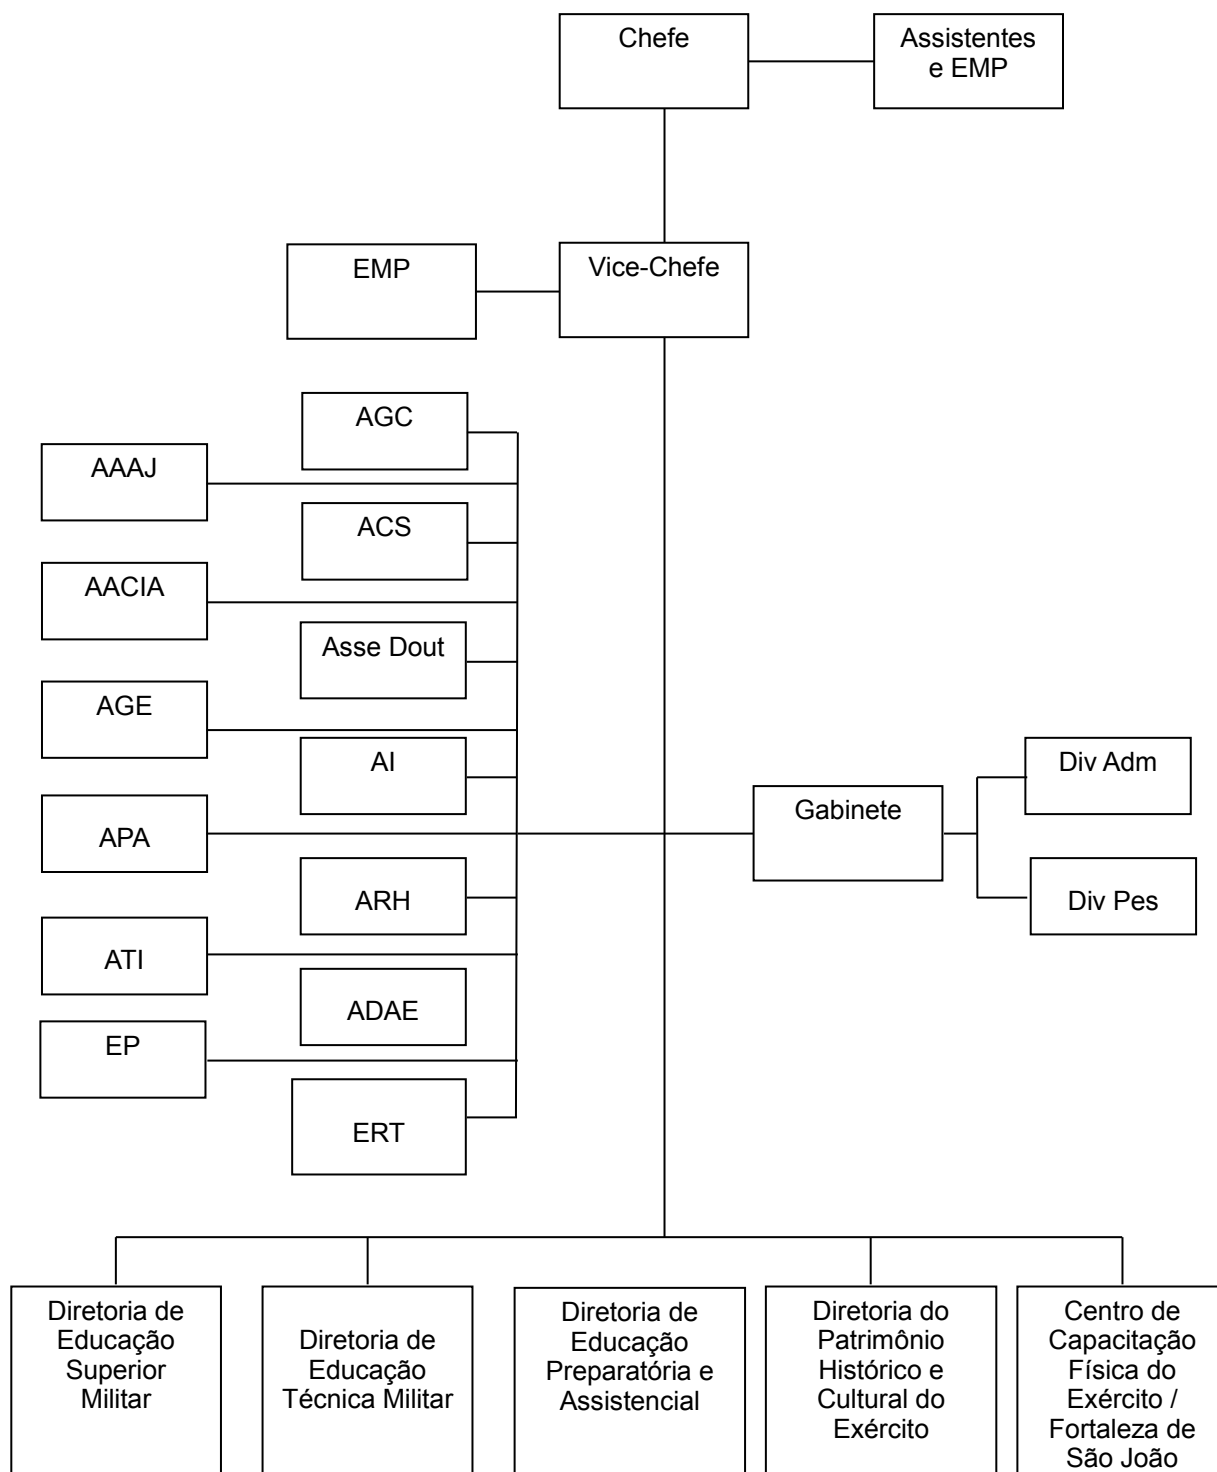 Chefe
Assistentes
e EMP
EMP
Vice-Chefe
AGC
AAAJ
ACS
AACIA
Asse Dout
AGE
AI
Div Adm
Gabinete
APA
ARH
Div Pes
ATI
ADAE
EP
ERT
Diretoria de
Educação
Superior
Militar
Diretoria de
Educação
Técnica Militar
Diretoria de
Educação
Preparatória e
Assistencial
Diretoria do
Patrimônio
Histórico e
Cultural do
Exército
Centro de
Capacitação
Física do
Exército /
Fortaleza de
São João